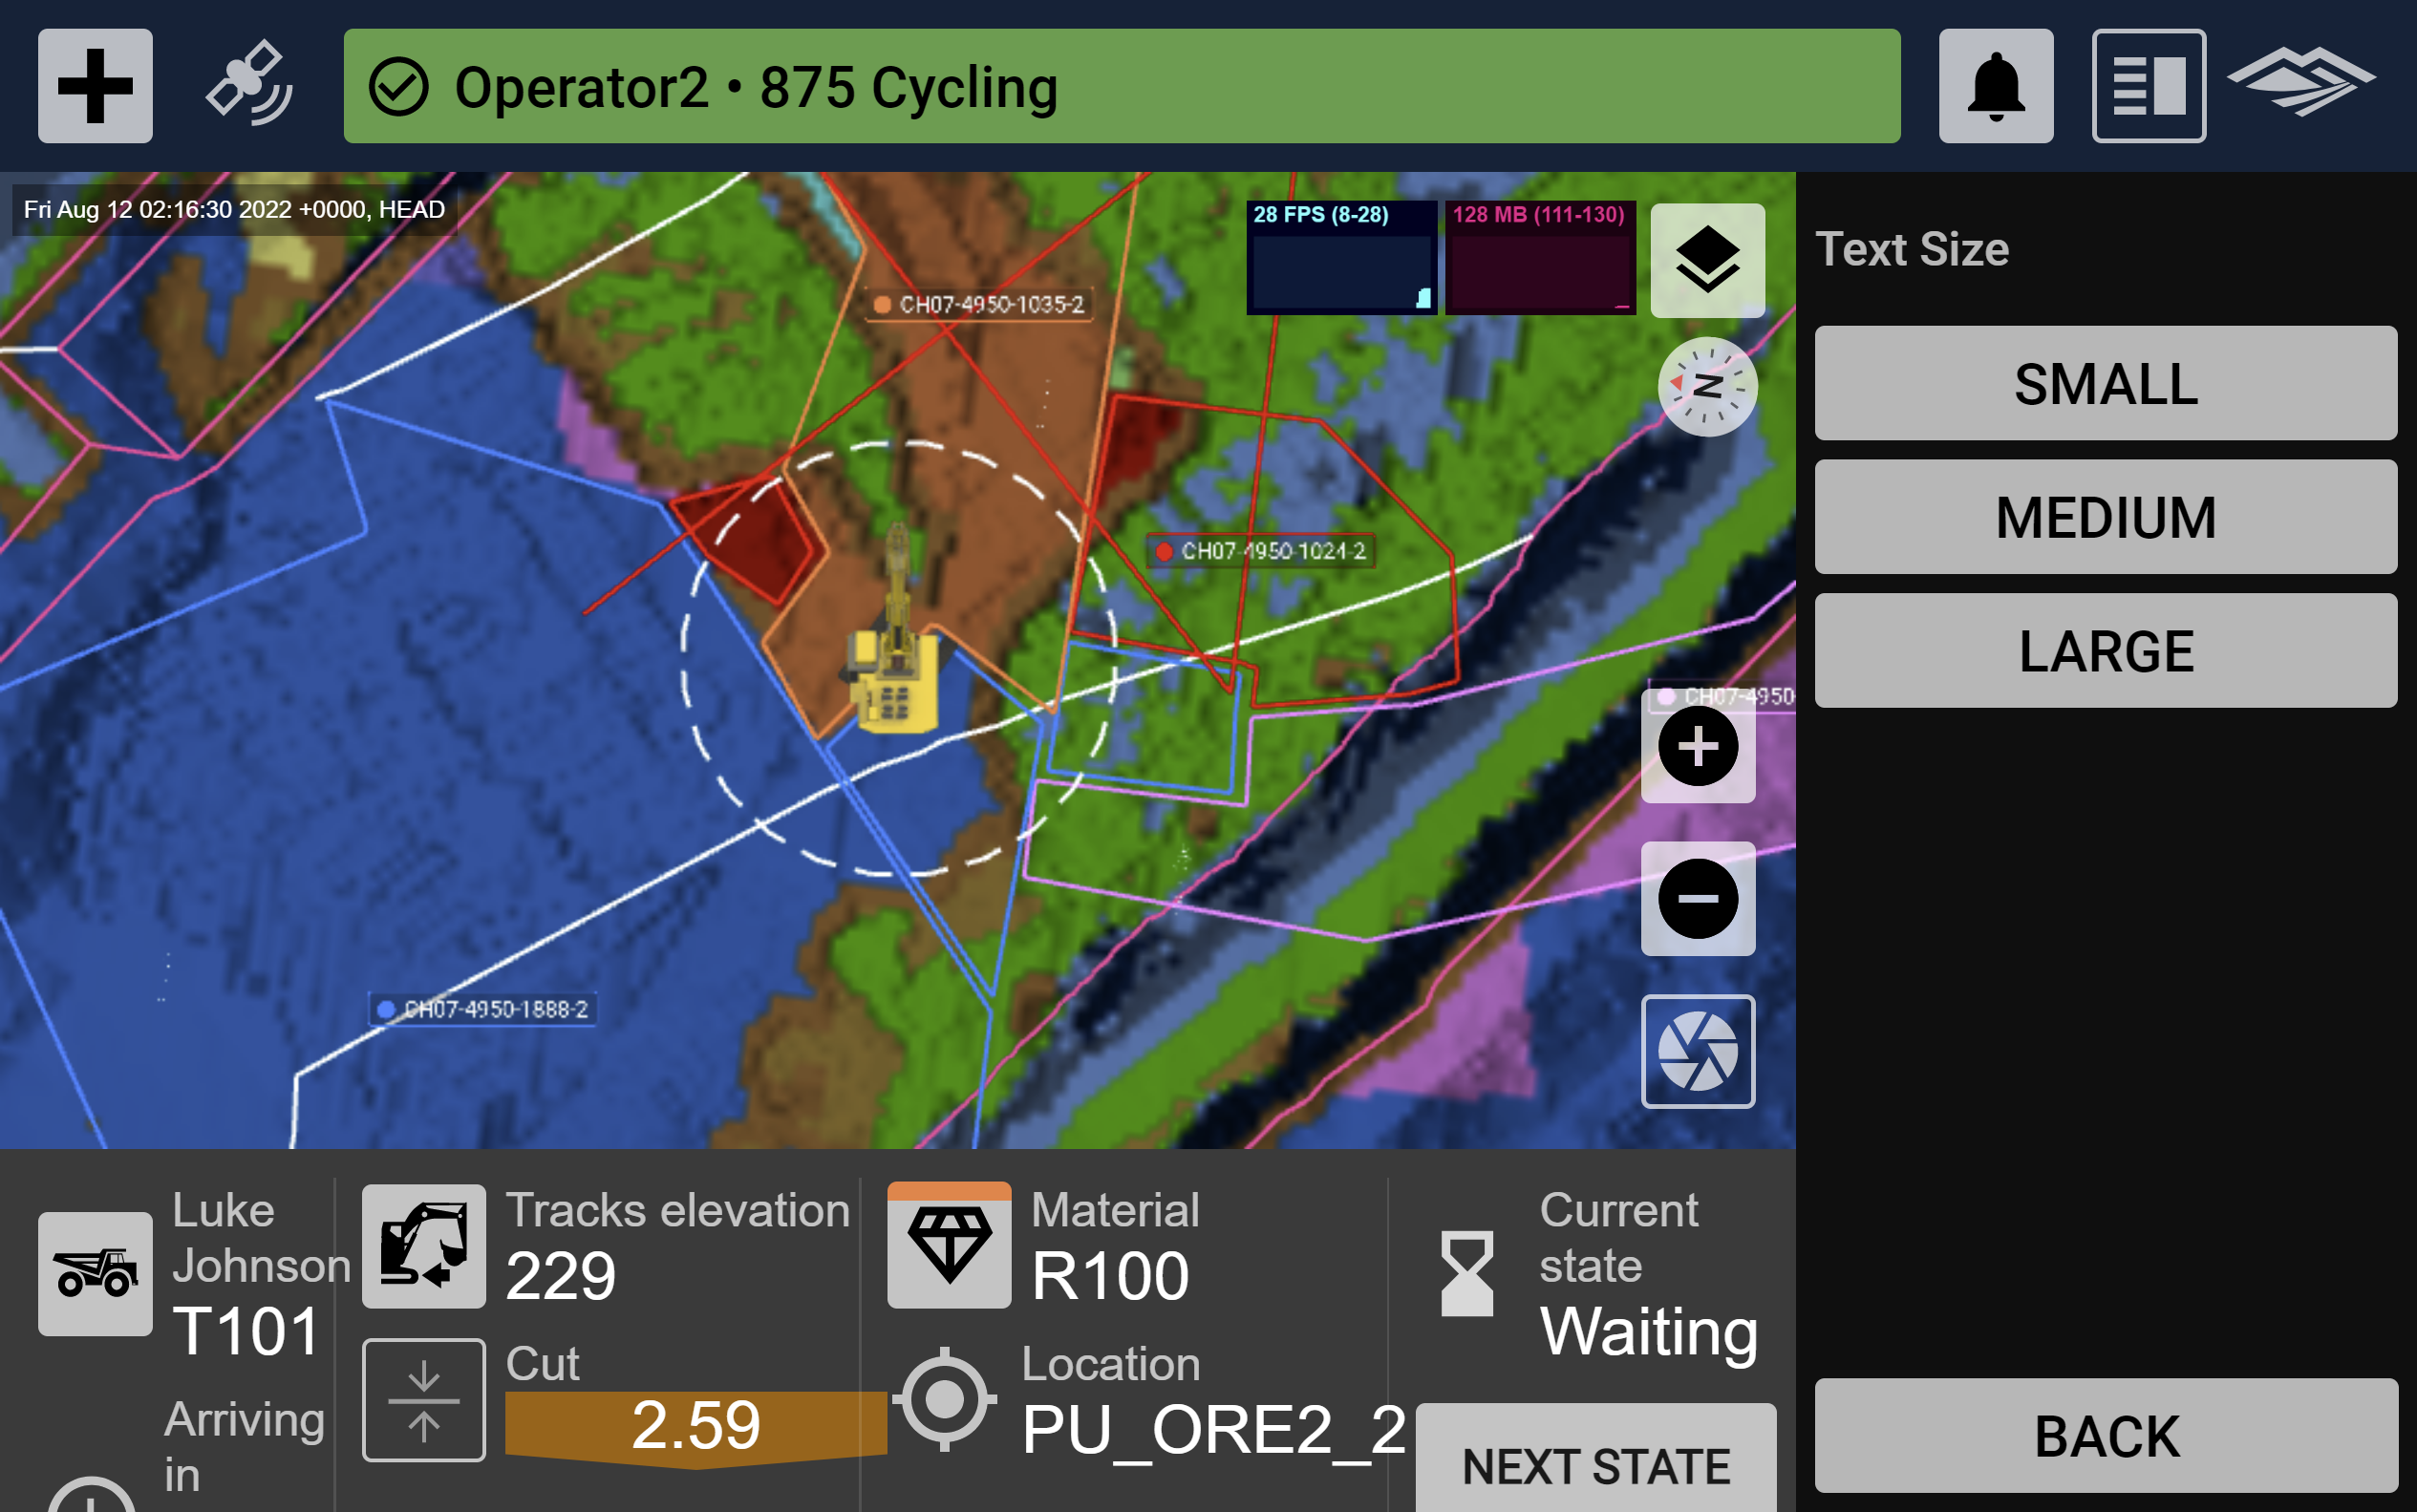 Operator2 • 875 Cycling
Fri Aug 12 02:16:30 2022 +0000, HEAD
28 FPS (8-28)
128 MB (111-130)
CH07-4950-1035-2
N
CH07-4950-1024-2
CH07-4950-
CH07-4950-1888-2
Text Size
SMALL
MEDIUM
LARGE
BACK
Luke
Johnson
T101
Arriving
in
Tracks elevation
229
Cut
2.59
Material
R100
Location
PU_ORE2_2
Current
state
Waiting
NEXT STATE